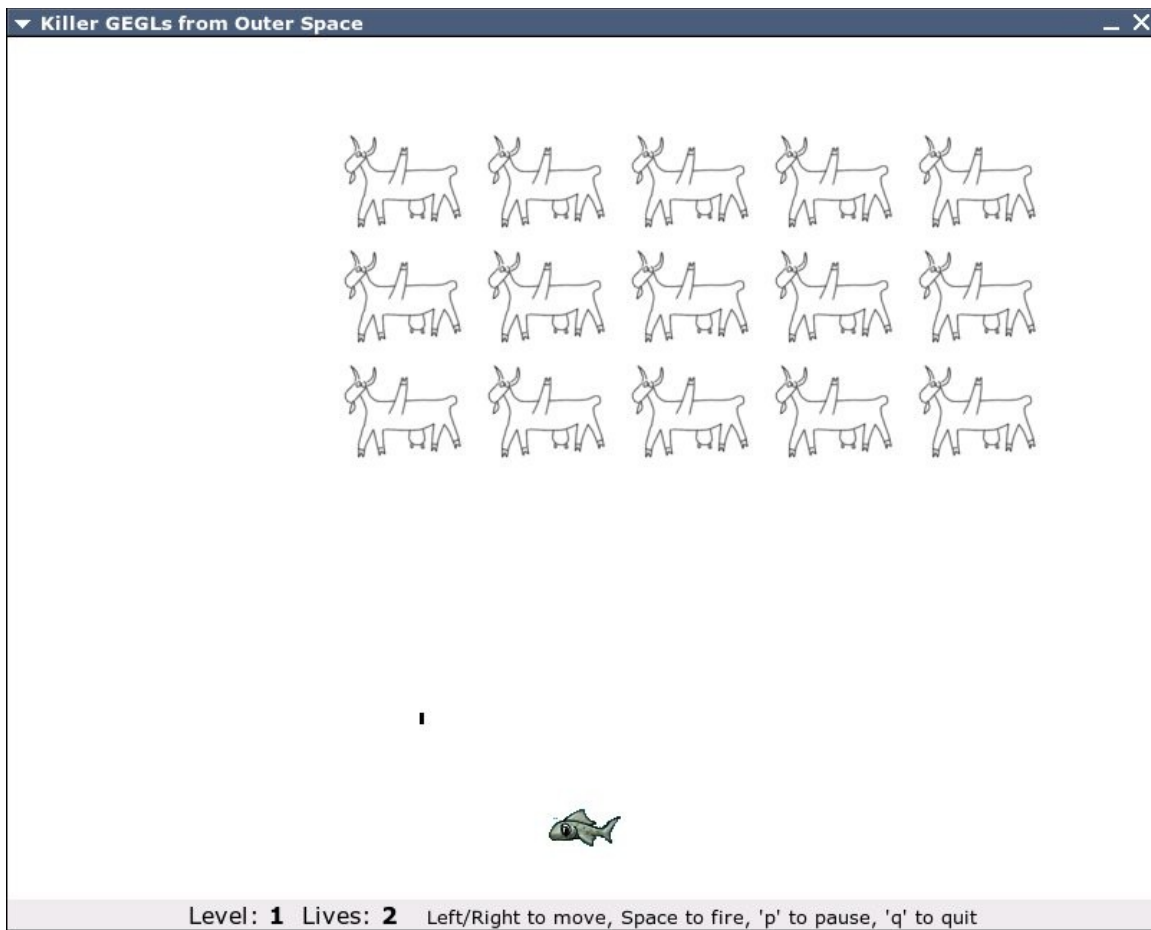 Killer GEGLs from Outer Space
Level: 1 Lives: 2 Left/Right to move, Space to fire, 'p' to pause, 'q' to quit